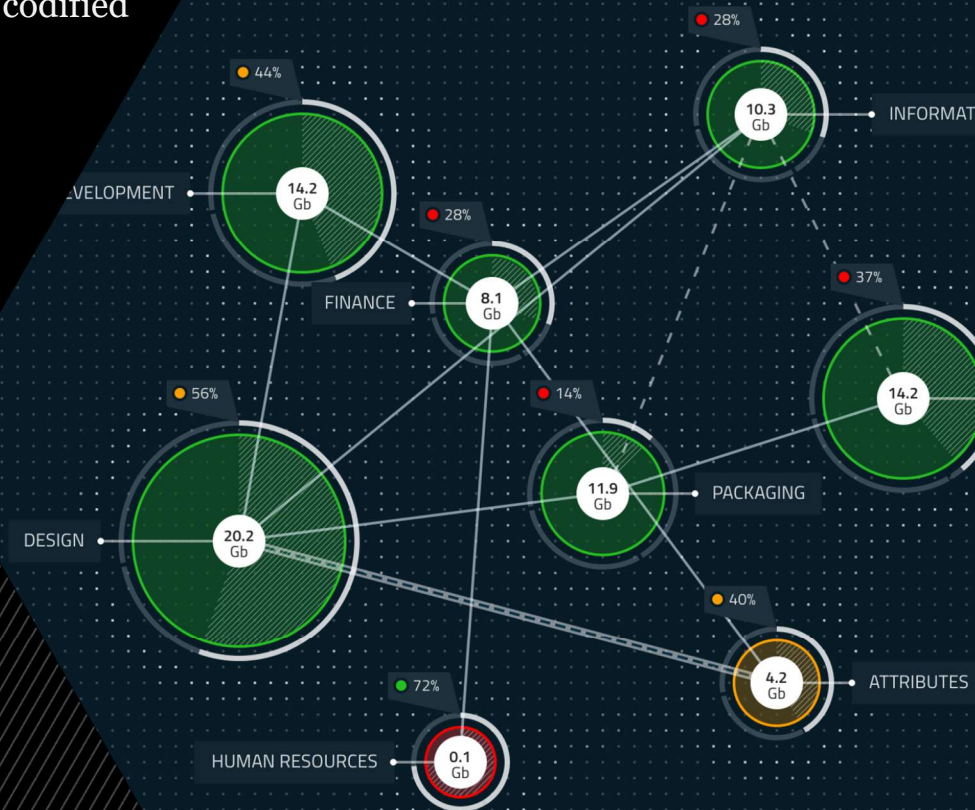 codified
28%
10.3
Gb
INFORMAT
44%
14.2
Gb
EVELOPMENT
28%
8.1
Gb
FINANCE
37%
14.2
Gb
56%
20.2
Gb
DESIGN
14%
11.9
Gb
PACKAGING
40%
4.2
Gb
ATTRIBUTES
72%
0.1
Gb
HUMAN RESOURCES